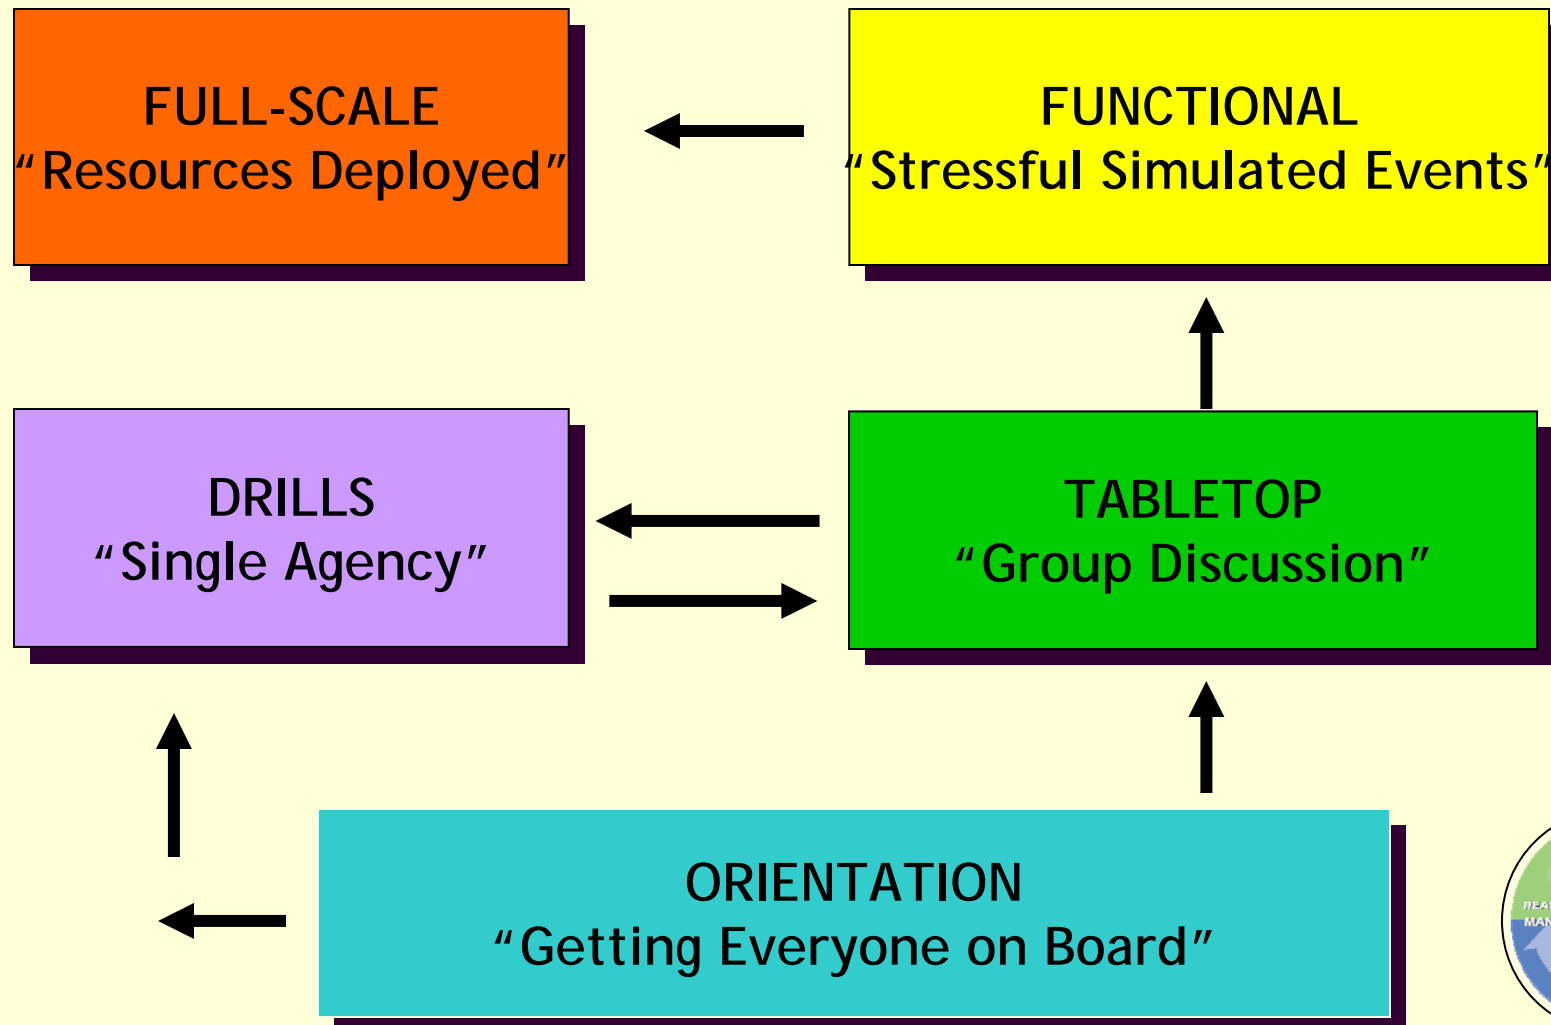 FULL-SCALE
“Resources Deployed”
FUNCTIONAL
“Stressful Simulated Events”
DRILLS
“Single Agency”
TABLETOP
“Group Discussion”
ORIENTATION
“Getting Everyone on Board”